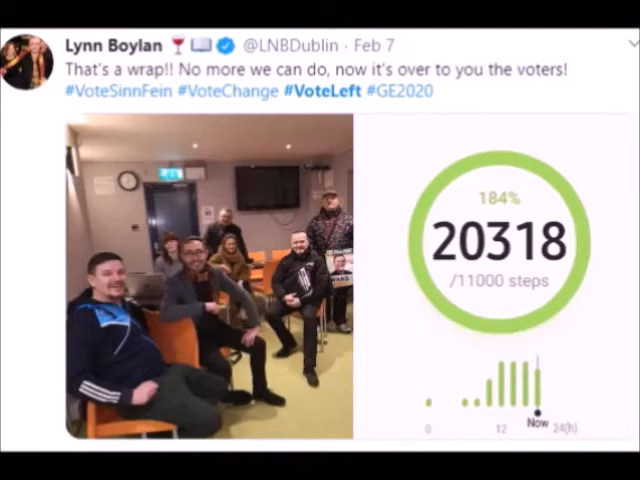 Lynn Boylan 🍷 📖 @LNBDublin · Feb 7
That's a wrap!! No more we can do, now it's over to you the voters!
#VoteSinnFein #VoteChange #VoteLeft #GE2020
184%
20318
/11000 steps
0 12 Now 24(h)